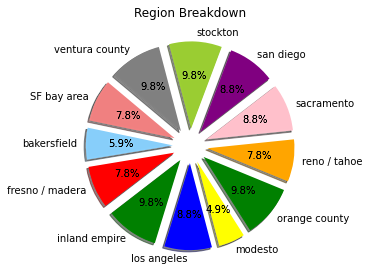 Region Breakdown
stockton
9.8%
san diego
8.8%
sacramento
8.8%
reno / tahoe
7.8%
orange county
9.8%
modesto
4.9%
los angeles
8.8%
inland empire
9.8%
fresno / madera
7.8%
bakersfield
5.9%
SF bay area
7.8%
ventura county
9.8%